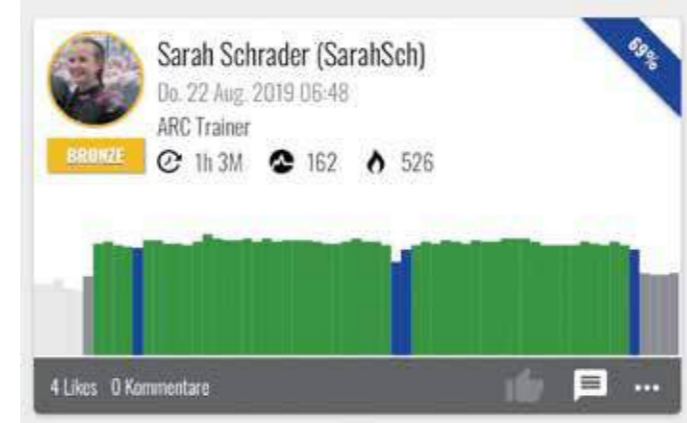 Sarah Schrader (SarahSch)
69%
Do. 22 Aug. 2019 06:48
ARC Trainer
BRONZE
1h 3M 162 526
4 Likes 0 Kommentare